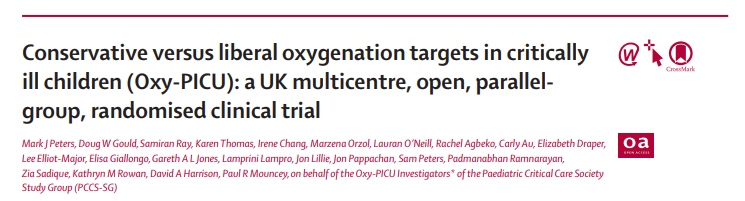 Conservative versus liberal oxygenation targets in critically
ill children (Oxy-PICU): a UK multicentre, open, parallel-
group, randomised clinical trial
W
CrossMark
Mark J Peters, Doug W Gould, Samiran Ray, Karen Thomas, Irene Chang, Marzena Orzol, Lauran O’Neill, Rachel Agbeko, Carly Au, Elizabeth Draper,
Lee Elliot-Major, Elisa Giallongo, Gareth A L Jones, Lamprini Lampro, Jon Lillie, Jon Pappachan, Sam Peters, Padmanabhan Ramnarayan,
Zia Sadique, Kathryn M Rowan, David A Harrison, Paul R Mouncey, on behalf of the Oxy-PICU Investigators* of the Paediatric Critical Care Society
Study Group (PCCS-SG)
oa
OPEN ACCESS